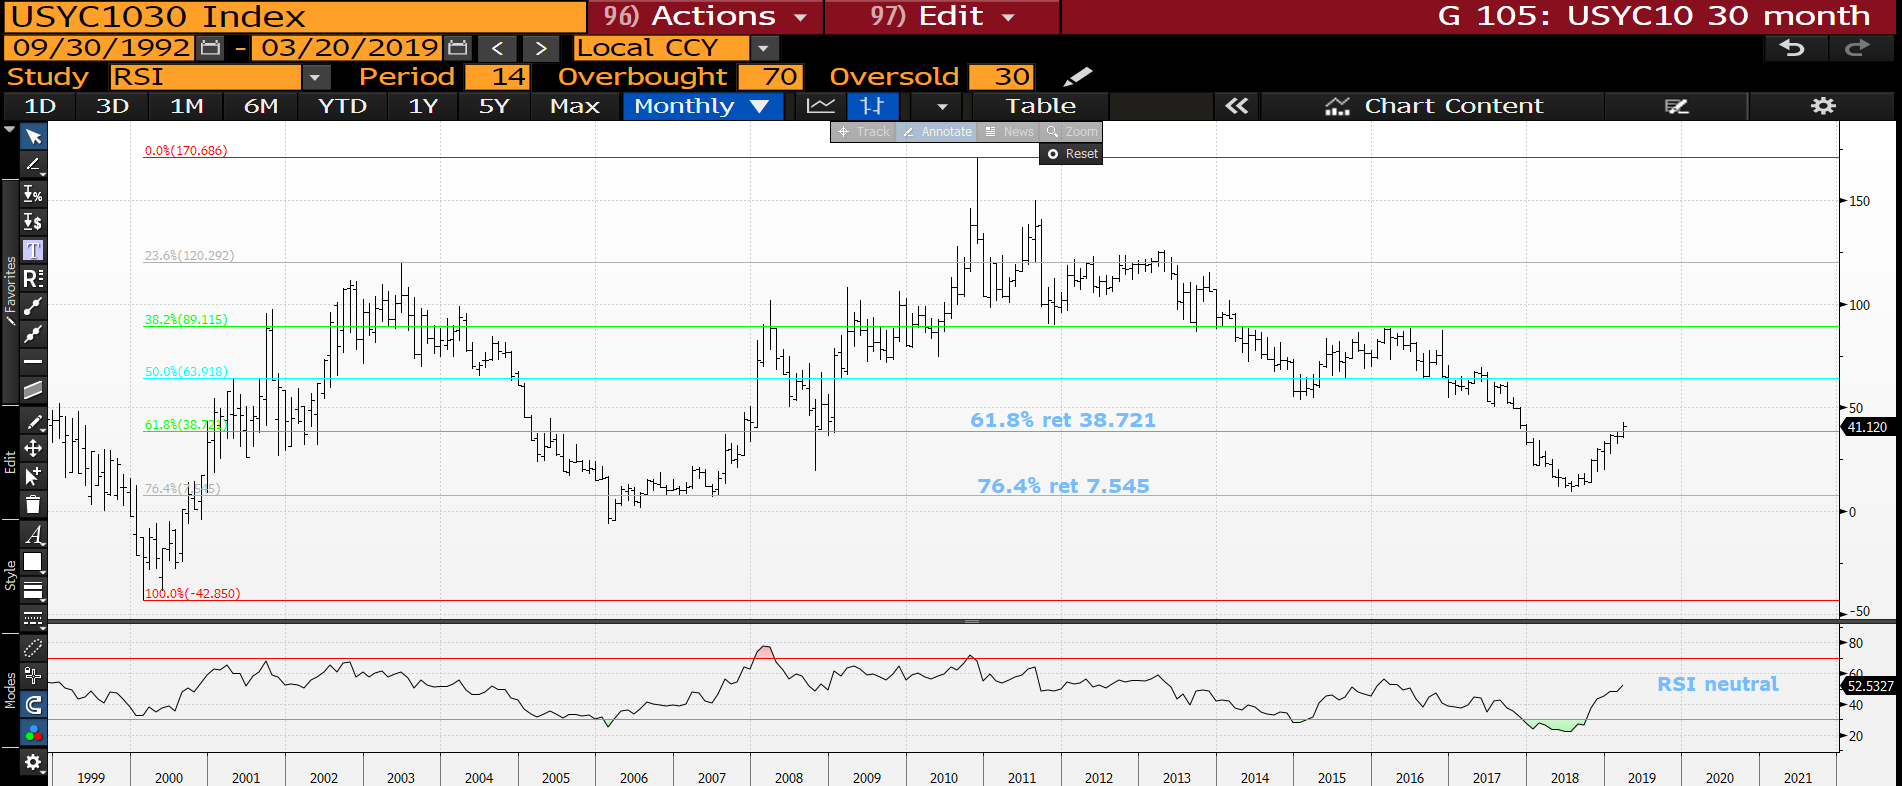 USYC1030 Index 96) Actions 97) Edit G 105: USYC10 30 month
09/30/1992 - 03/20/2019 < > Local CCY
Study RSI Period 14 Overbought 70 Oversold 30
1D 3D 1M 6M YTD 1Y 5Y Max Monthly Table Chart Content
Track Annotate News Zoom
Reset
0.0%(170.686)
23.6%(120.292)
38.2%(89.115)
50.0%(63.918)
61.8%(38.721)
76.4%(7.545)
100.0%(-42.850)
61.8% ret 38.721
76.4% ret 7.545
150
100
50
41.120
0
-50
RSI neutral
80
60
52.5327
40
20
1999 2000 2001 2002 2003 2004 2005 2006 2007 2008 2009 2010 2011 2012 2013 2014 2015 2016 2017 2018 2019 2020 2021
Favorites
Edit
Style
Modes
%
$
T
R
A